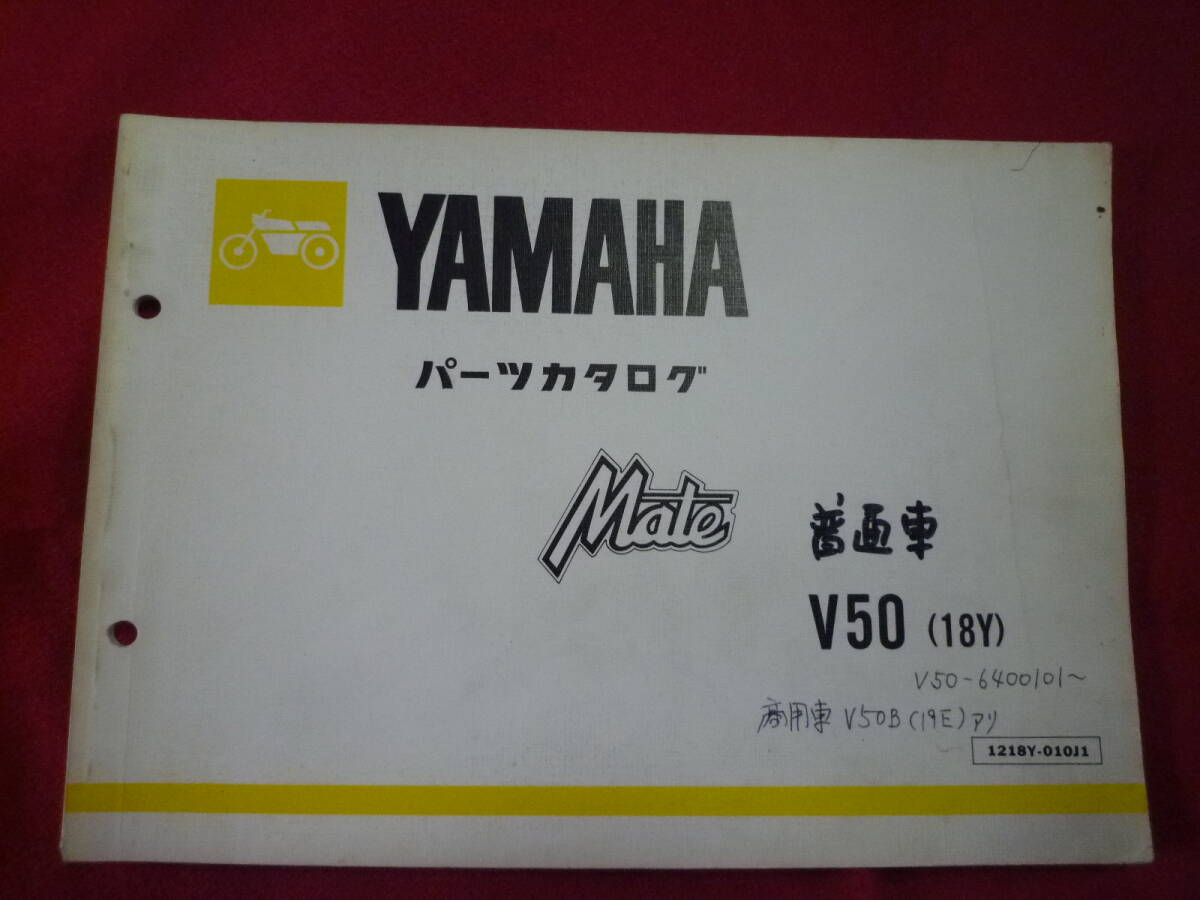 YAMAHA
パーツカタログ
Mate
普通車
V50 (18Y)
V50-6400101〜
商用車 V50B(19E)アリ
1218Y-010J1